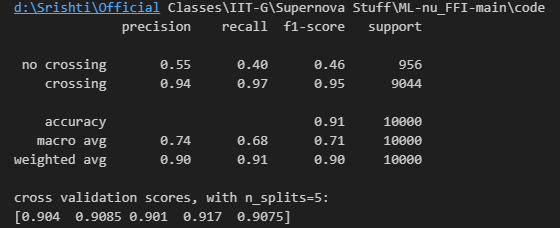 d:\Srishti\Official Classes\IIT-G\Supernova Stuff\ML-nu_FFI-main\code
precision recall f1-score support
no crossing 0.55 0.40 0.46 956
crossing 0.94 0.97 0.95 9044
accuracy 0.91 10000
macro avg 0.74 0.68 0.71 10000
weighted avg 0.90 0.91 0.90 10000
cross validation scores, with n_splits=5:
[0.904 0.9085 0.901 0.917 0.9075]